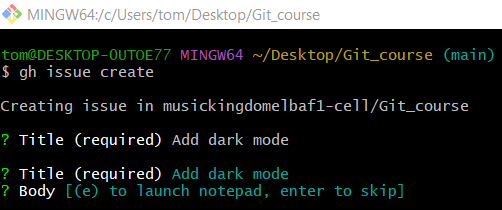 MINGW64:/c/Users/tom/Desktop/Git_course
tom@DESKTOP-OUTOE77 MINGW64 ~/Desktop/Git_course (main)
$ gh issue create
Creating issue in musickingdomelbaf1-cell/Git_course
? Title (required) Add dark mode
? Title (required) Add dark mode
? Body [(e) to launch notepad, enter to skip]